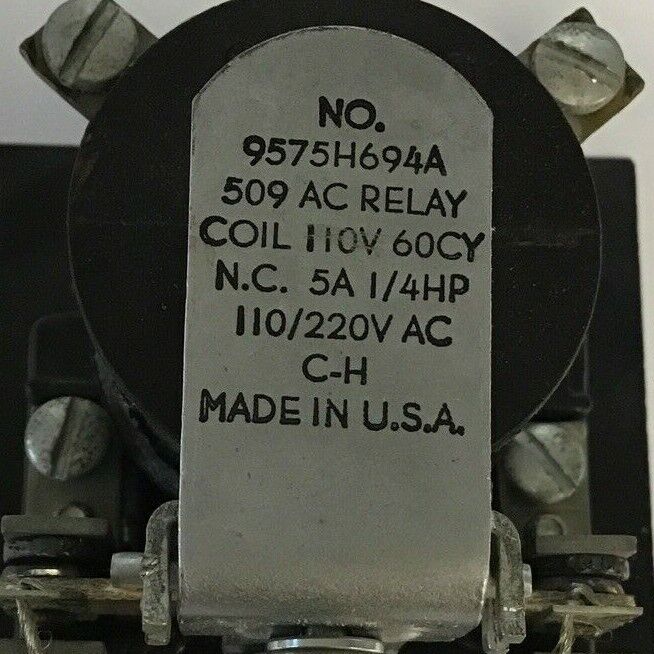 NO.
9575H694A
509 AC RELAY
COIL 110V 60CY
N.C. 5A 1/4HP
110/220V AC
C-H
MADE IN U.S.A.